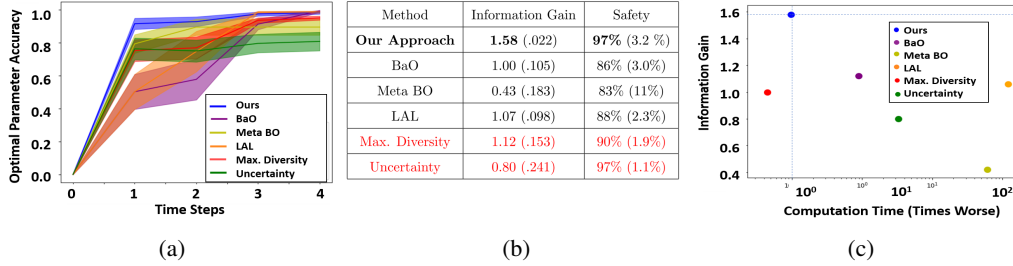 (a)
Optimal Parameter Accuracy
1.0
0.8
0.6
0.4
0.2
0.0
Ours
BaO
Meta BO
LAL
Max. Diversity
Uncertainty
0 1 2 3 4
Time Steps
(a)
Method Information Gain Safety
Our Approach 1.58 (.022) 97% (3.2 %)
BaO 1.00 (.105) 86% (3.0%)
Meta BO 0.43 (.183) 83% (11%)
LAL 1.07 (.098) 88% (2.3%)
Max. Diversity 1.12 (.153) 90% (1.9%)
Uncertainty 0.80 (.241) 97% (1.1%)
(b)
Information Gain
1.6
1.4
1.2
1.0
0.8
0.6
0.4
Ours
BaO
Meta BO
LAL
Max. Diversity
Uncertainty
10⁰ 10⁰ 10¹ 10¹ 10²
Computation Time (Times Worse)
(c)